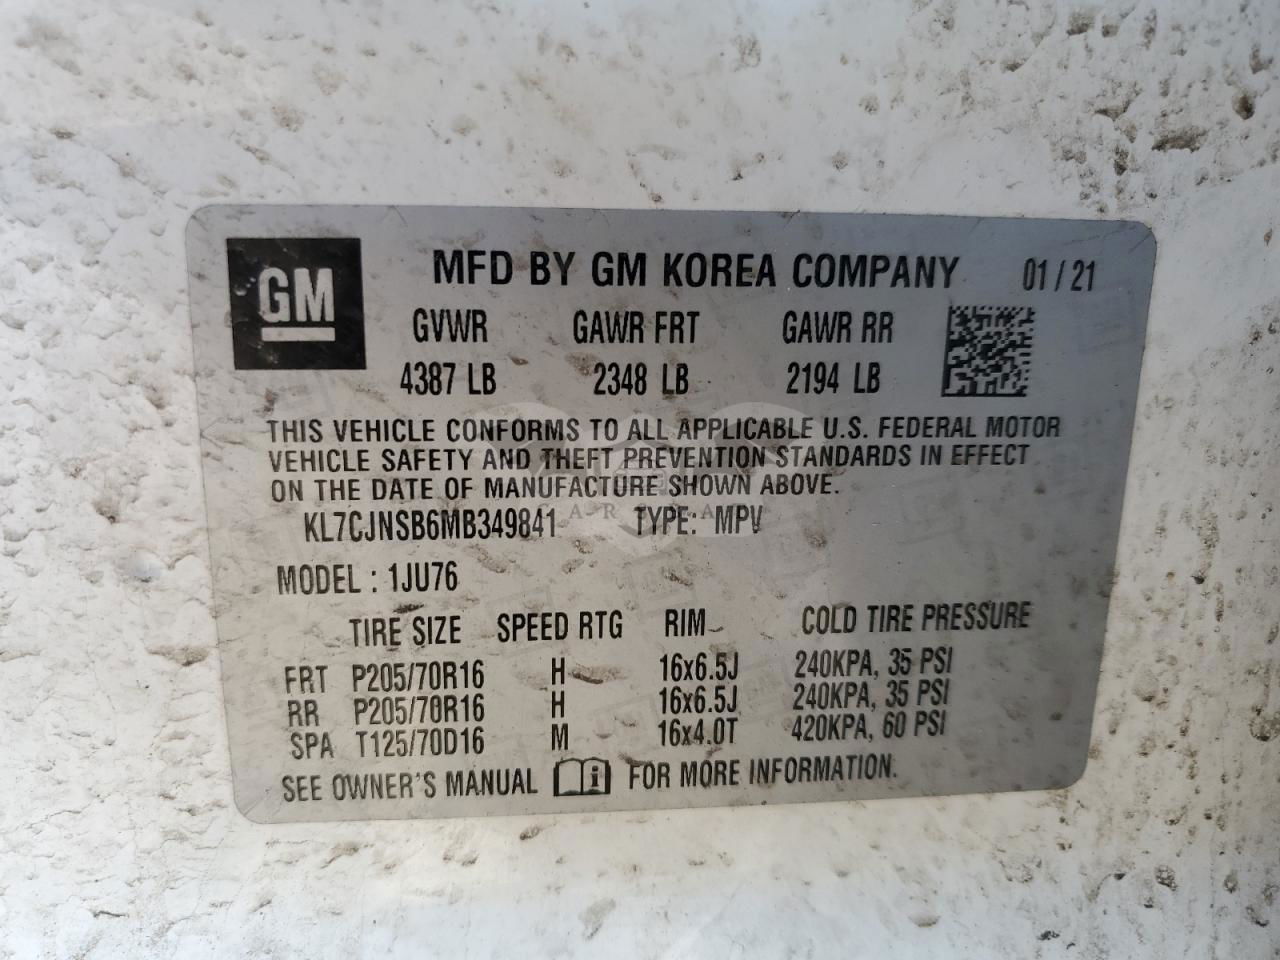 GM
MFD BY GM KOREA COMPANY 01/21
GVWR GAWR FRT GAWR RR
4387 LB 2348 LB 2194 LB
THIS VEHICLE CONFORMS TO ALL APPLICABLE U.S. FEDERAL MOTOR
VEHICLE SAFETY AND THEFT PREVENTION STANDARDS IN EFFECT
ON THE DATE OF MANUFACTURE SHOWN ABOVE.
KL7CJNSB6MB349841 TYPE: MPV
MODEL : 1JU76
TIRE SIZE SPEED RTG RIM COLD TIRE PRESSURE
FRT P205/70R16 H 16x6.5J 240KPA, 35 PSI
RR P205/70R16 H 16x6.5J 240KPA, 35 PSI
SPA T125/70D16 M 16x4.0T 420KPA, 60 PSI
SEE OWNER'S MANUAL FOR MORE INFORMATION.